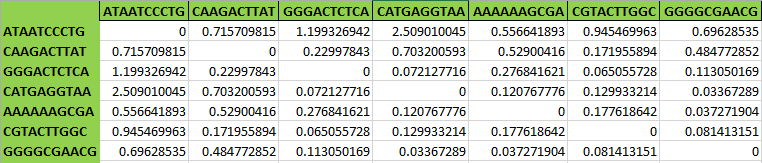 ATAATCCCTG CAAGACTTAT GGGACTCTCA CATGAGGTAA AAAAAAGCGA CGTACTTGGC GGGGCGAACG
ATAATCCCTG 0 0.715709815 1.199326942 2.509010045 0.556641893 0.945469963 0.69628535
CAAGACTTAT 0.715709815 0 0.22997843 0.703200593 0.52900416 0.171955894 0.484772852
GGGACTCTCA 1.199326942 0.22997843 0 0.072127716 0.276841621 0.065055728 0.113050169
CATGAGGTAA 2.509010045 0.703200593 0.072127716 0 0.120767776 0.129933214 0.03367289
AAAAAAGCGA 0.556641893 0.52900416 0.276841621 0.120767776 0 0.177618642 0.037271904
CGTACTTGGC 0.945469963 0.171955894 0.065055728 0.129933214 0.177618642 0 0.081413151
GGGGCGAACG 0.69628535 0.484772852 0.113050169 0.03367289 0.037271904 0.081413151 0